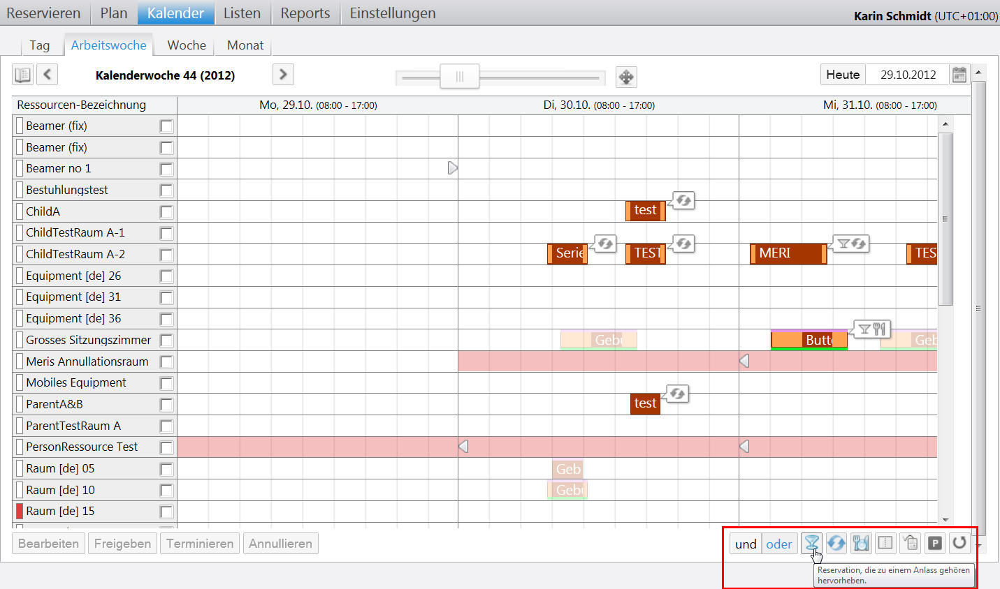 Reservieren Plan Kalender Listen Reports Einstellungen
Karin Schmidt (UTC+01:00)
Tag Arbeitswoche Woche Monat
Kalenderwoche 44 (2012) Heute 29.10.2012
Ressourcen-Bezeichnung Mo, 29.10. (08:00 - 17:00) Di, 30.10. (08:00 - 17:00) Mi, 31.10. (08:00 - 17:00)
Beamer (fix)
Beamer (fix)
Beamer no 1
Bestuhlungstest
ChildA test
ChildTestRaum A-1
ChildTestRaum A-2 Serie TEST MERI TES
Equipment [de] 26
Equipment [de] 31
Equipment [de] 36
Grosses Sitzungszimmer Gebu Butte Geb
Meris Annullationsraum
Mobiles Equipment
ParentA&B test
ParentTestRaum A
PersonRessource Test
Raum [de] 05 Geb
Raum [de] 10 Gebu
Raum [de] 15
Bearbeiten Freigeben Terminieren Annullieren und oder P
Reservation, die zu einem Anlass gehören
hervorheben.